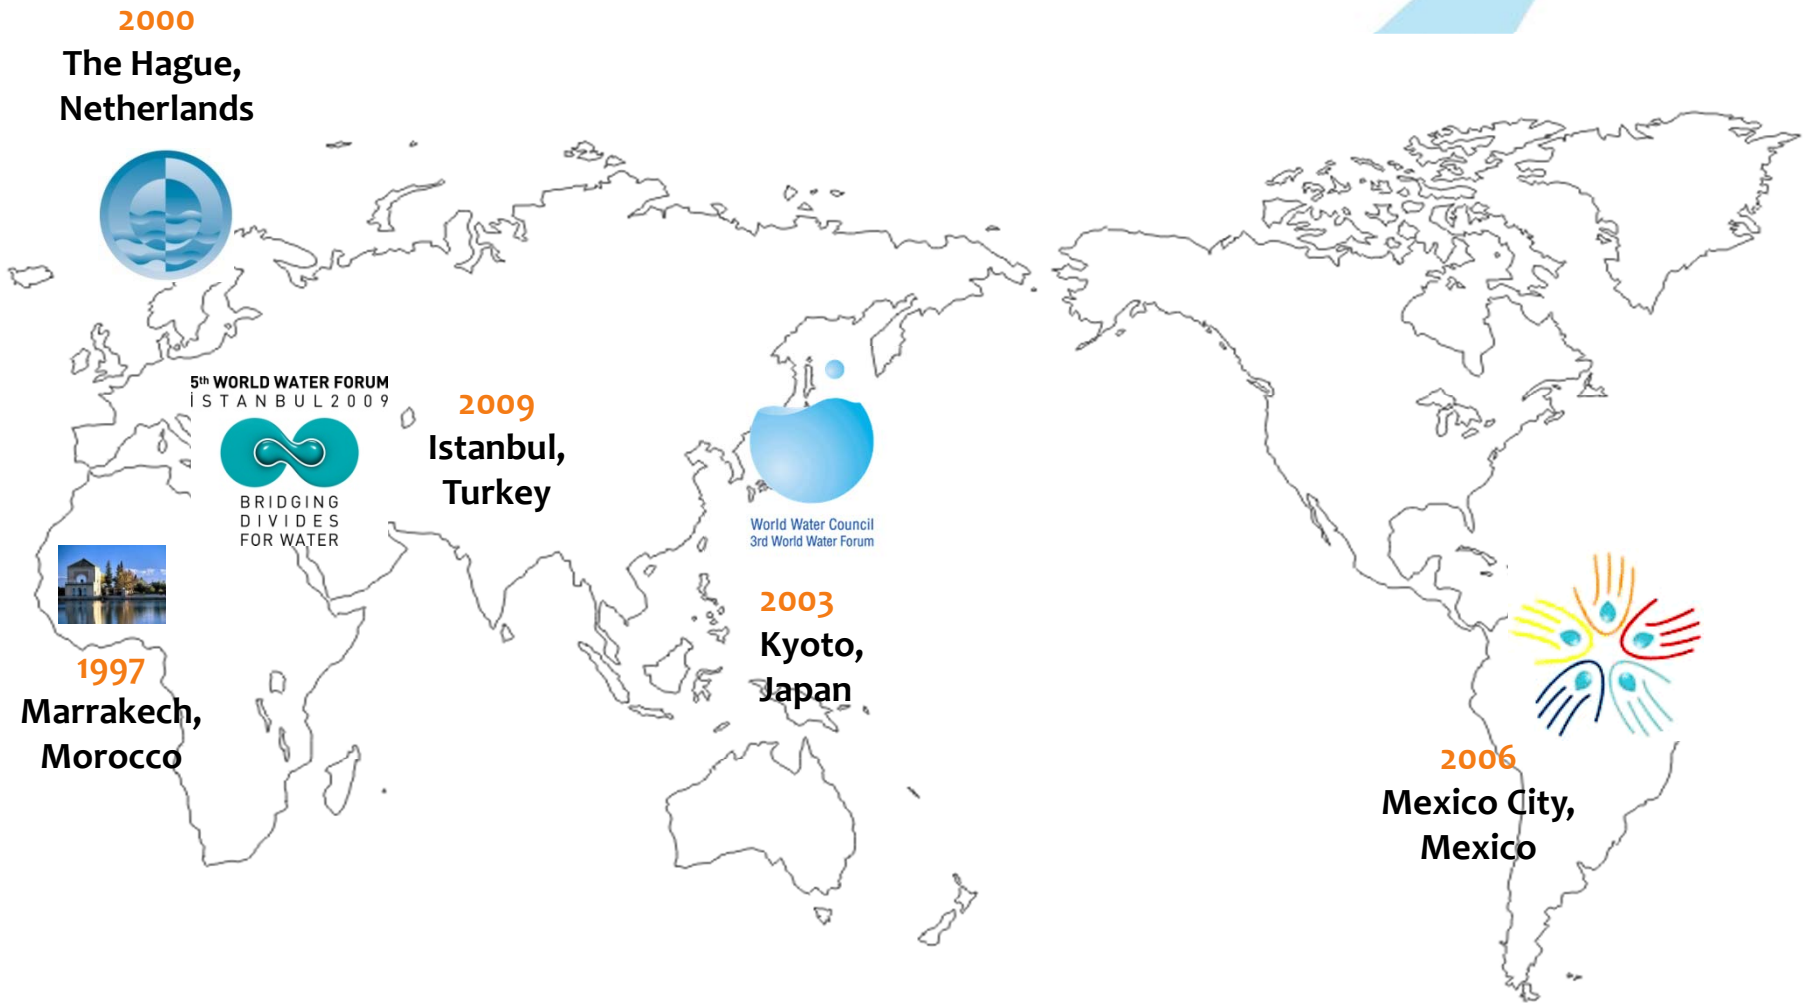 2000
The Hague,
Netherlands
5th WORLD WATER FORUM
İSTANBUL2009
BRIDGING
DIVIDES
FOR WATER
2009
Istanbul,
Turkey
World Water Council
3rd World Water Forum
2003
Kyoto,
Japan
1997
Marrakech,
Morocco
2006
Mexico City,
Mexico